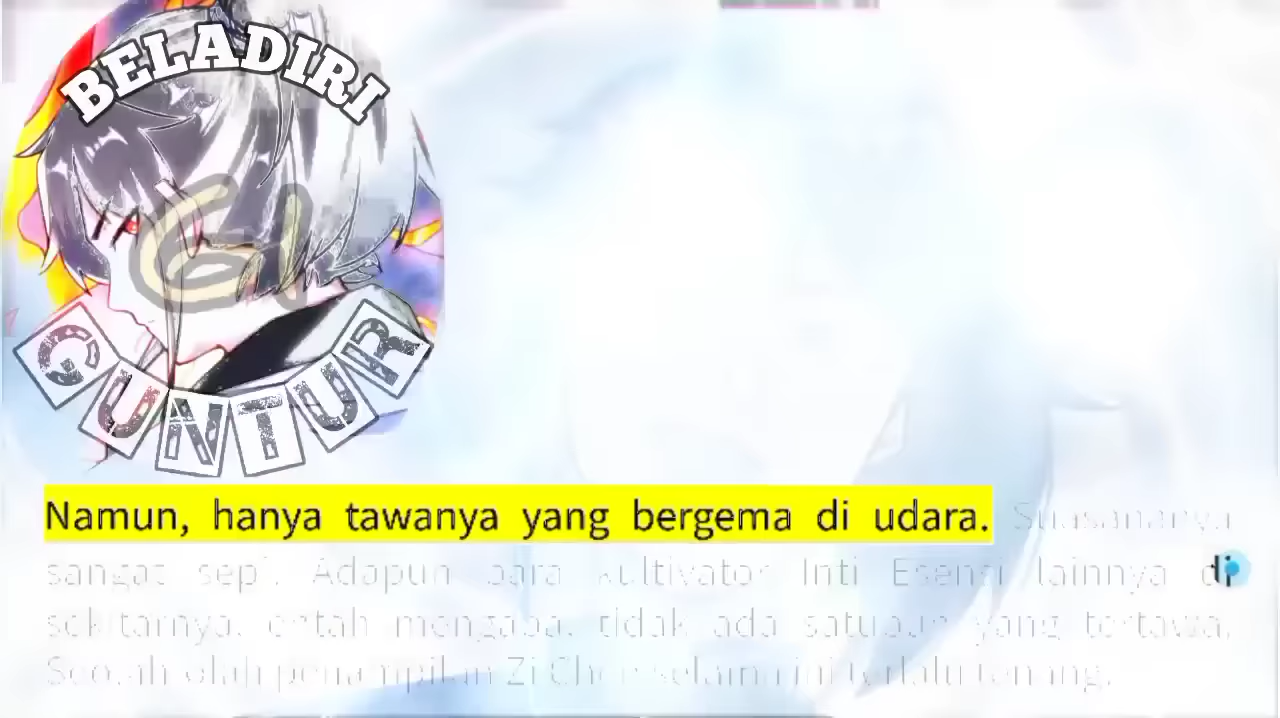 BELADIRI
GUNTUR
Namun, hanya tawanya yang bergema di udara. Suasananya
sangat sepi. Adapun para kultivator Inti Esensi lainnya di
sekitarnya, entah mengapa, tidak ada satupun yang tertawa.
Seolah-olah penampilan Zi Chen selama ini terlalu tenang.